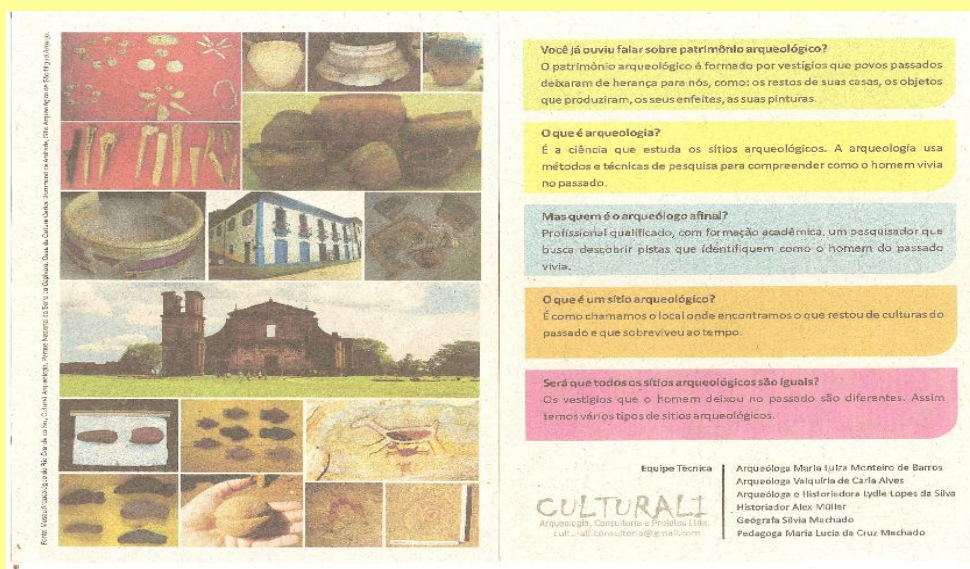 Você já ouviu falar sobre patrimônio arqueológico?
O patrimônio arqueológico é formado por vestígios que povos passados
deixaram de herança para nós, como: os restos de suas casas, os objetos
que produziram, os seus enfeites, as suas pinturas.
O que é arqueologia?
É a ciência que estuda os sítios arqueológicos. A arqueologia usa
métodos e técnicas de pesquisa para compreender como o homem vivia
no passado.
Mas quem é o arqueólogo afinal?
Profissional qualificado, com formação acadêmica, um pesquisador que
busca descobrir pistas que identifiquem como o homem do passado
vivia.
O que é um sítio arqueológico?
É como chamamos o local onde encontramos o que restou de culturas do
passado e que sobreviveu ao tempo.
Será que todos os sítios arqueológicos são iguais?
Os vestígios que o homem deixou no passado são diferentes. Assim
temos vários tipos de sítios arqueológicos.
Equipe Técnica
CULTURALI
Arqueologia, Consultoria e Projetos Ltda.
culturali.consultoria@gmail.com
Arqueóloga Maria Luiza Monteiro de Barros
Arqueóloga Valquíria de Carla Alves
Arqueóloga e Historiadora Lydie Lopes da Silva
Historiador Alex Müller
Geógrafa Silvia Machado
Pedagoga Maria Lucia da Cruz Machado